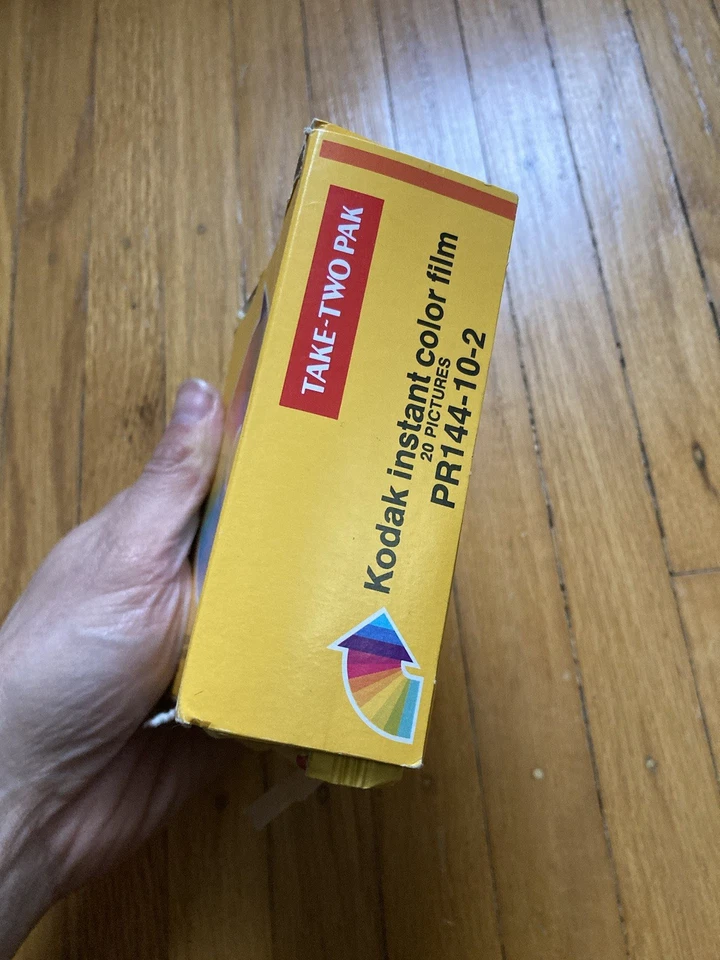 TAKE-TWO PAK
Kodak instant color film
20 PICTURES
PR144-10-2